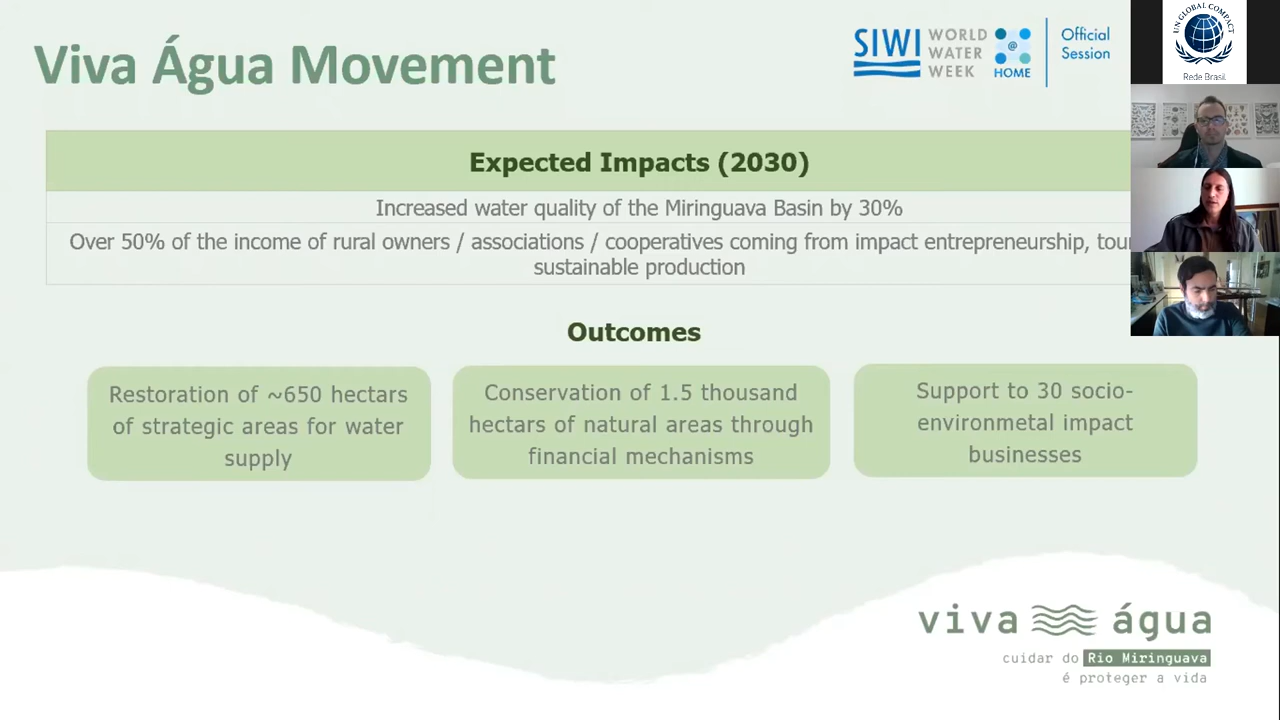 Viva Água Movement
SIWI
WORLD
WATER
WEEK
@
HOME
Official
Session
UN GLOBAL COMPACT
Rede Brasil
Expected Impacts (2030)
Increased water quality of the Miringuava Basin by 30%
Over 50% of the income of rural owners / associations / cooperatives coming from impact entrepreneurship,
sustainable production
Outcomes
Restoration of ~650 hectars
of strategic areas for water
supply
Conservation of 1.5 thousand
hectars of natural areas through
financial mechanisms
Support to 30 socio-
environmetal impact
businesses
viva água
cuidar do Rio Miringuava
é proteger a vida